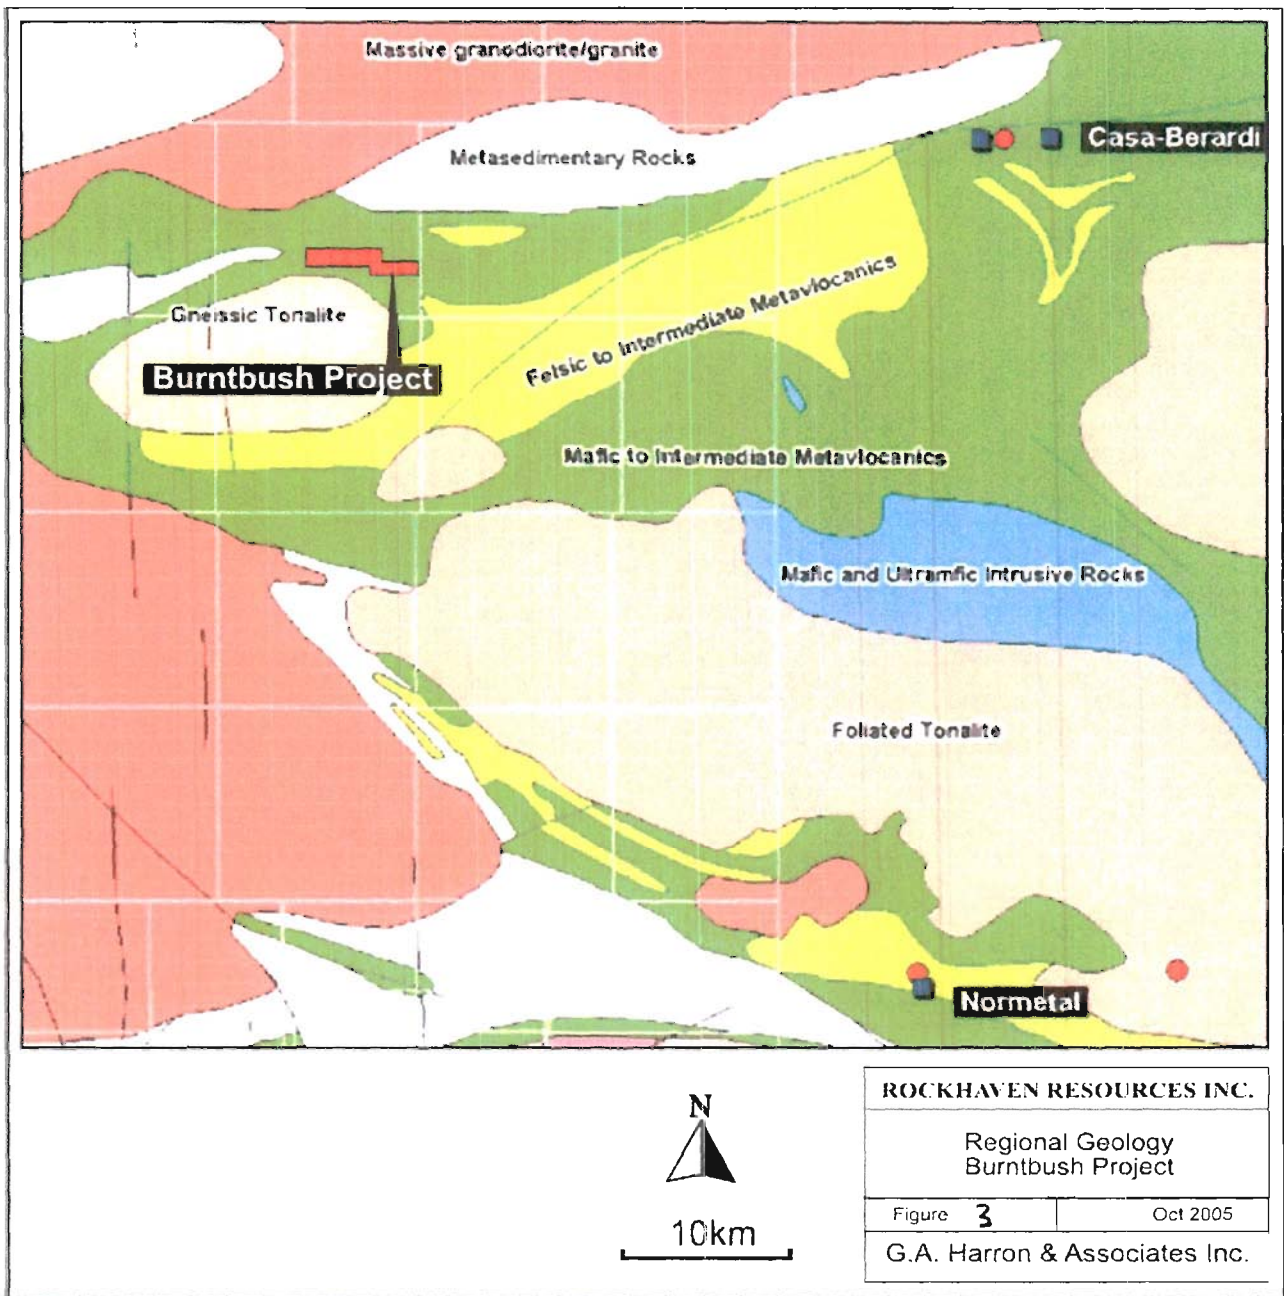 Massive granodiorite/granite
Casa-Berardi
Metasedimentary Rocks
Gneissic Tonalite
Felsic to Intermediate Metavlocanics
Burntbush Project
Mafic to Intermediate Metavlocanics
Mafic and Ultramfic Intrusive Rocks
Foliated Tonalite
Normetal
N
10km
ROCKHAVEN RESOURCES INC.
Regional Geology
Burntbush Project
Figure 3
Oct 2005
G.A. Harron & Associates Inc.